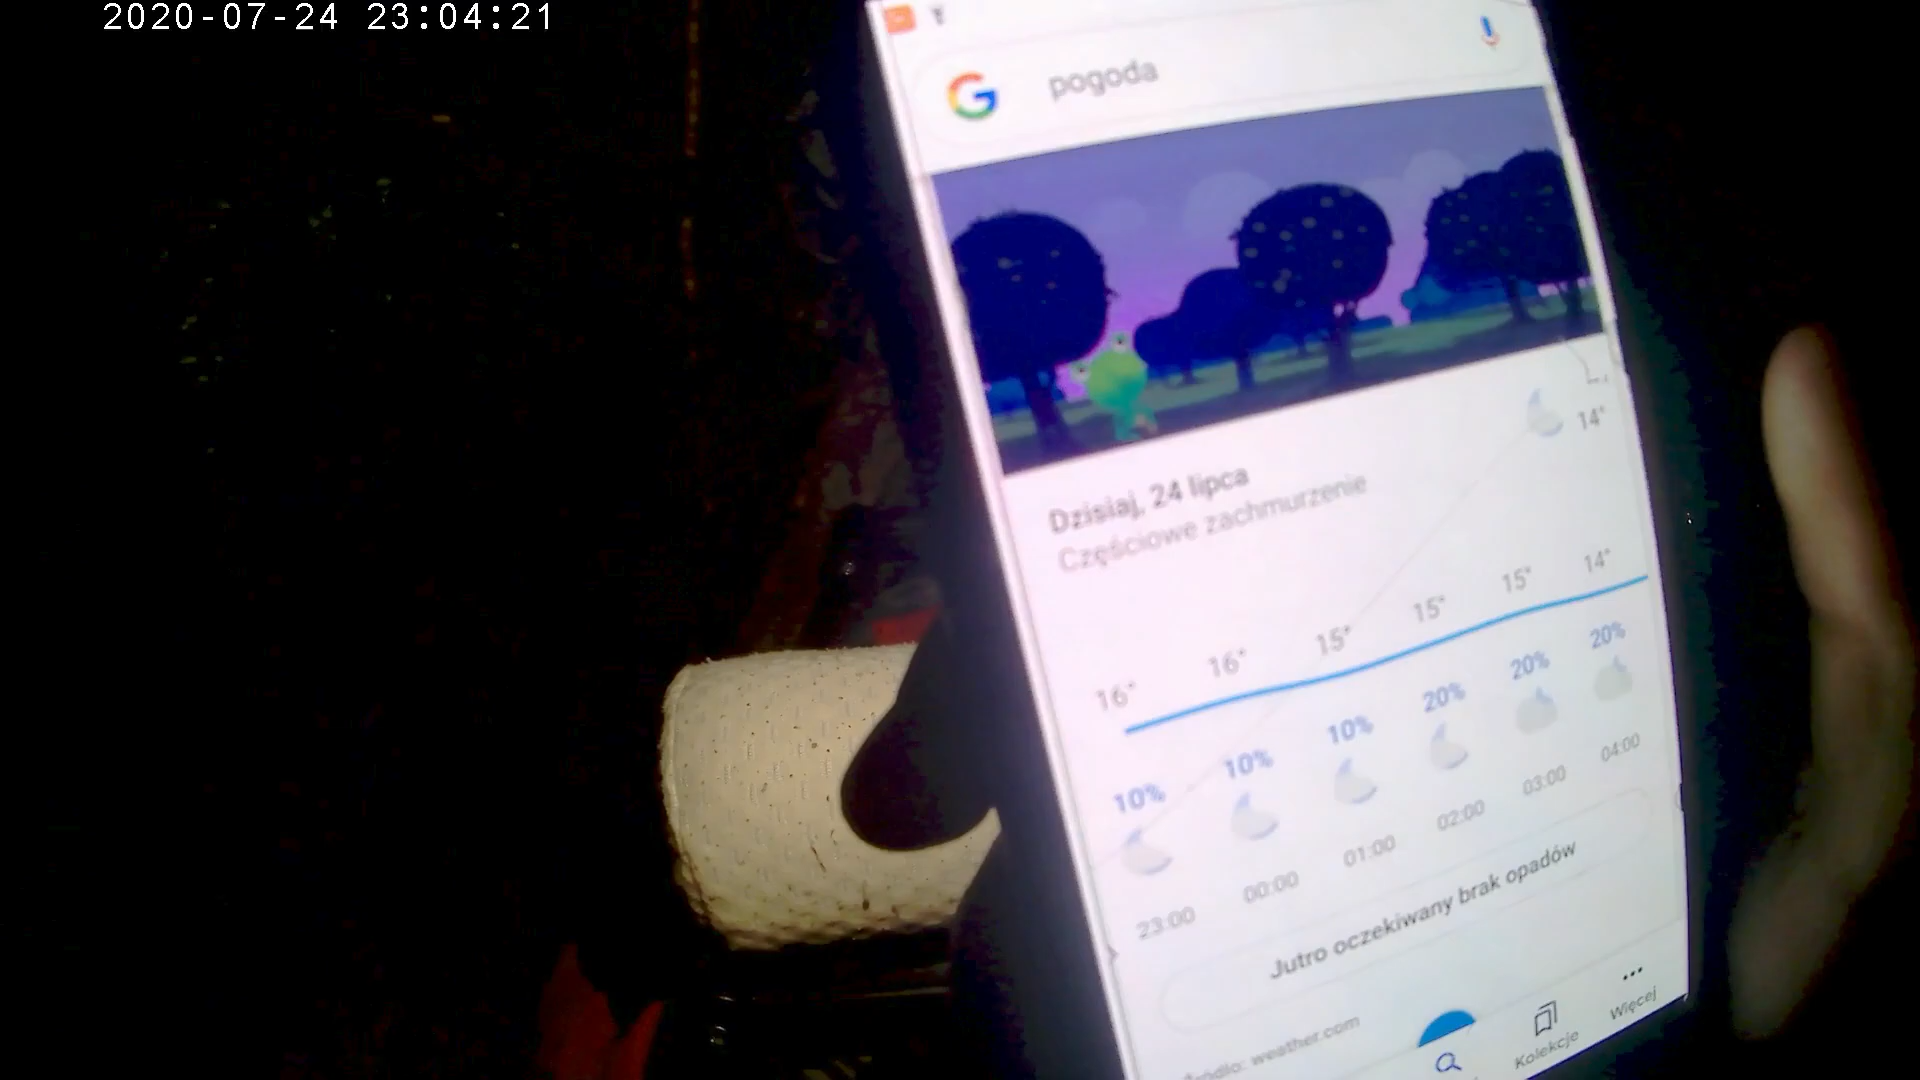 2020-07-24 23:04:21
pogoda
14°
Dzisiaj, 24 lipca
Częściowe zachmurzenie
16° 16° 15° 15° 15° 14°
10% 10% 10% 20% 20% 20%
23:00 00:00 01:00 02:00 03:00 04:00
Jutro oczekiwany brak opadów
weather.com
Kolekcje
Więcej